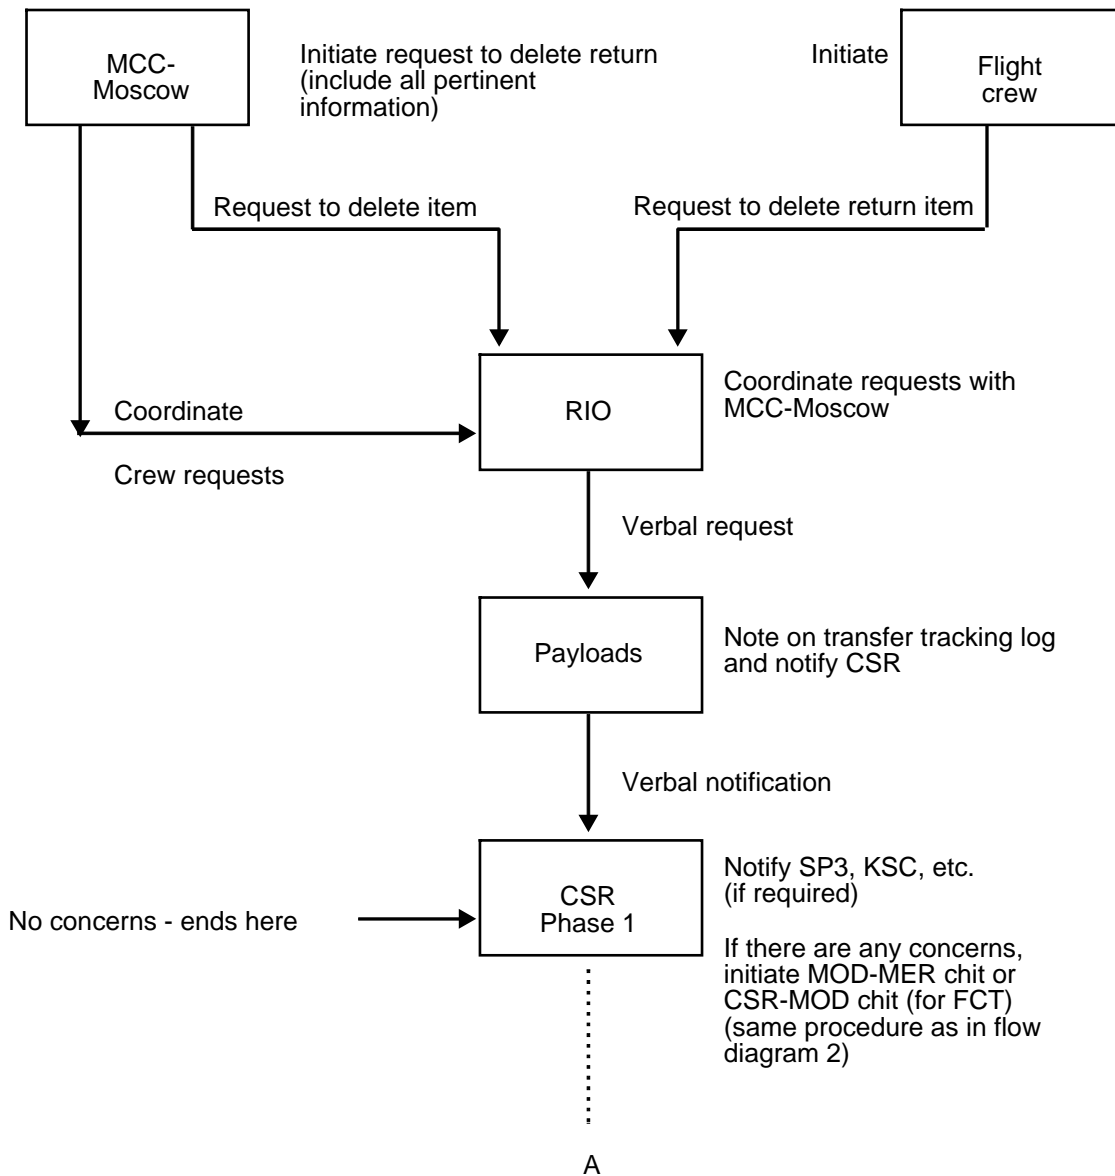 MCC-
Moscow
Initiate request to delete return
(include all pertinent
information)
Initiate
Flight
crew
Request to delete item
Request to delete return item
Coordinate
Crew requests
RIO
Coordinate requests with
MCC-Moscow
Verbal request
Payloads
Note on transfer tracking log
and notify CSR
Verbal notification
No concerns - ends here
CSR
Phase 1
Notify SP3, KSC, etc.
(if required)
If there are any concerns,
initiate MOD-MER chit or
CSR-MOD chit (for FCT)
(same procedure as in flow
diagram 2)
A